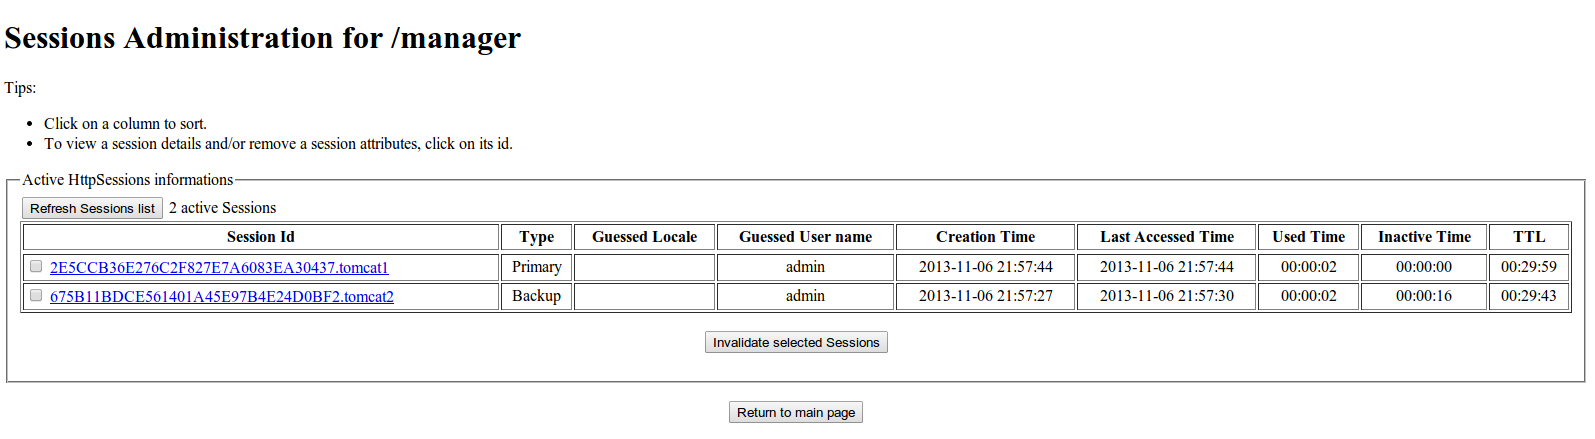 Sessions Administration for /manager
Tips:
Click on a column to sort.
To view a session details and/or remove a session attributes, click on its id.
Active HttpSessions informations
Refresh Sessions list 2 active Sessions
Session Id Type Guessed Locale Guessed User name Creation Time Last Accessed Time Used Time Inactive Time TTL
2E5CCB36E276C2F827E7A6083EA30437.tomcat1 Primary admin 2013-11-06 21:57:44 2013-11-06 21:57:44 00:00:02 00:00:00 00:29:59
675B11BDCE561401A45E97B4E24D0BF2.tomcat2 Backup admin 2013-11-06 21:57:27 2013-11-06 21:57:30 00:00:02 00:00:16 00:29:43
Invalidate selected Sessions
Return to main page